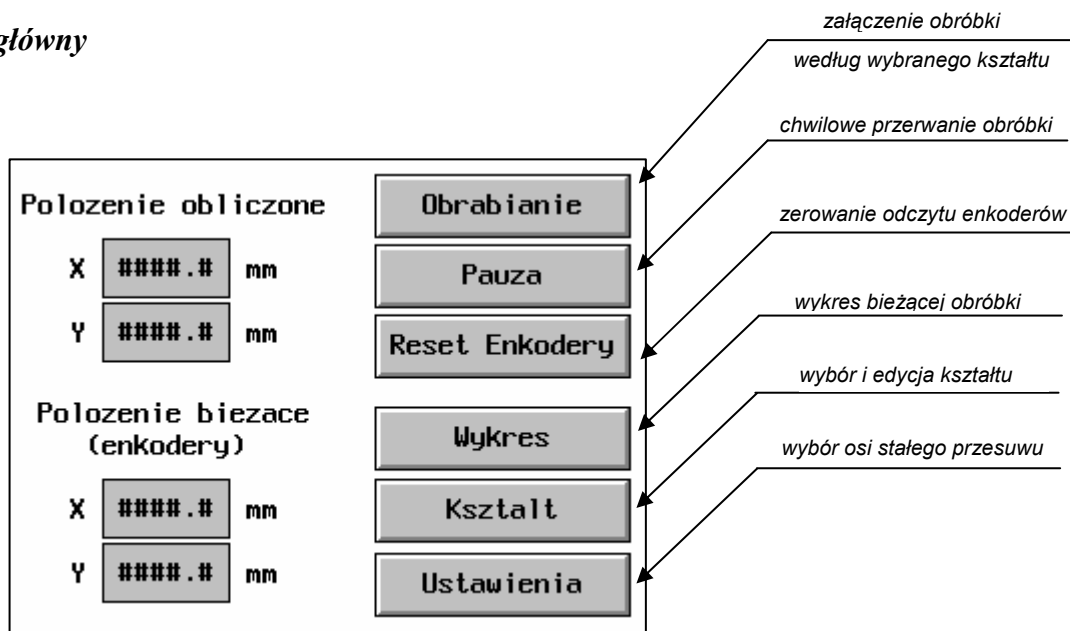 główny
załączenie obróbki
według wybranego kształtu
chwilowe przerwanie obróbki
zerowanie odczytu enkoderów
wykres bieżącej obróbki
wybór i edycja kształtu
wybór osi stałego przesuwu
Polozenie obliczone
X ####.# mm
Y ####.# mm
Polozenie biezace
(enkodery)
X ####.# mm
Y ####.# mm
Obrabianie
Pauza
Reset Enkodery
Wykres
Ksztalt
Ustawienia